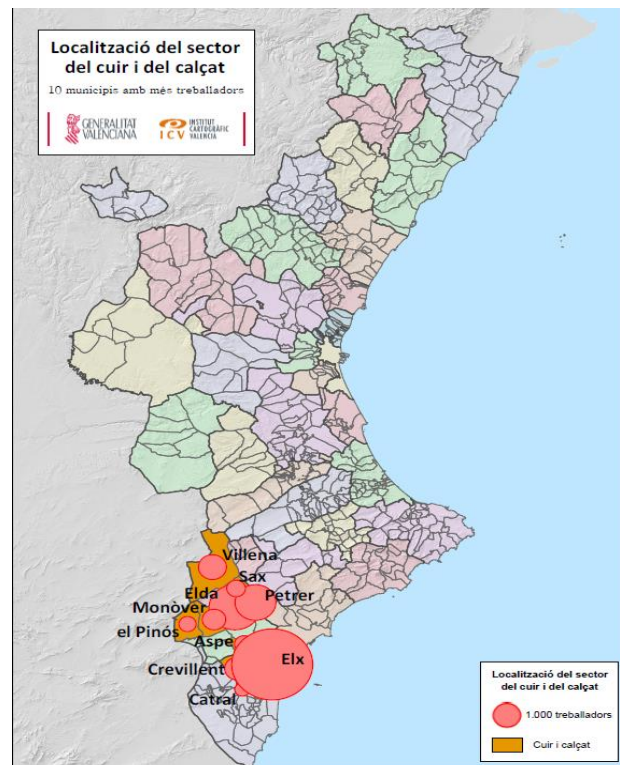 Localització del sector
del cuir i del calçat
10 municipis amb més treballadors
GENERALITAT
VALENCIANA
ICV
INSTITUT
CARTOGRÀFIC
VALENCIÀ
Villena
Sax
Elda
Petrer
Monòver
el Pinós
Aspe
Elx
Crevillent
Catral
Localització del sector
del cuir i del calçat
1.000 treballadors
Cuir i calçat